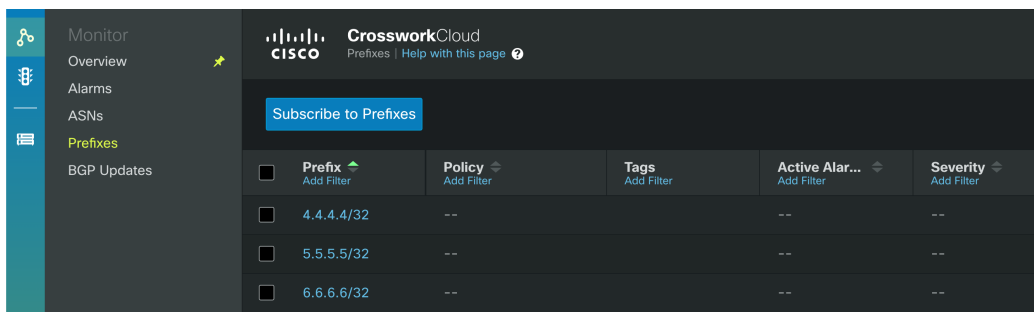 Monitor
Overview
Alarms
ASNs
Prefixes
BGP Updates
CISCO
CrossworkCloud
Prefixes | Help with this page ?
Subscribe to Prefixes
Prefix Policy Tags Active Alar... Severity
Add Filter Add Filter Add Filter Add Filter Add Filter
4.4.4.4/32 -- -- --
5.5.5.5/32 -- -- --
6.6.6.6/32 -- -- --